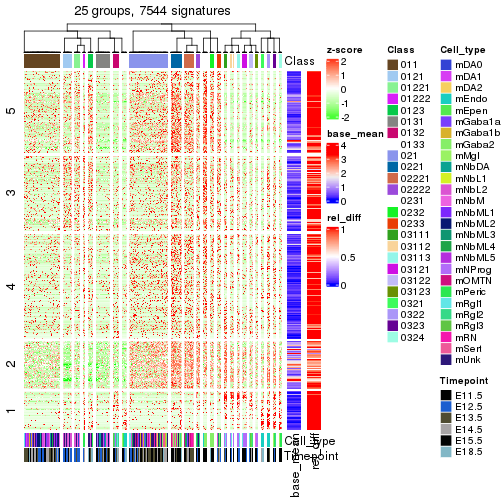 25 groups, 7544 signatures
Class
5
3
4
2
1
Cell_type
Timepoint
base_mean
rel_diff
z-score
2
1
0
-1
-2
base_mean
4
3
2
1
0
rel_diff
1
0.5
0
Class
011
0121
01221
01222
0123
0131
0132
0133
021
0221
02221
02222
0231
0232
0233
03111
03112
03113
03121
03122
03123
0321
0322
0323
0324
Cell_type
mDA0
mDA1
mDA2
mEndo
mEpen
mGaba1a
mGaba1b
mGaba2
mMgl
mNbDA
mNbL1
mNbL2
mNbM
mNbML1
mNbML2
mNbML3
mNbML4
mNbML5
mNProg
mOMTN
mPeric
mRgl1
mRgl2
mRgl3
mRN
mSert
mUnk
Timepoint
E11.5
E12.5
E13.5
E14.5
E15.5
E18.5